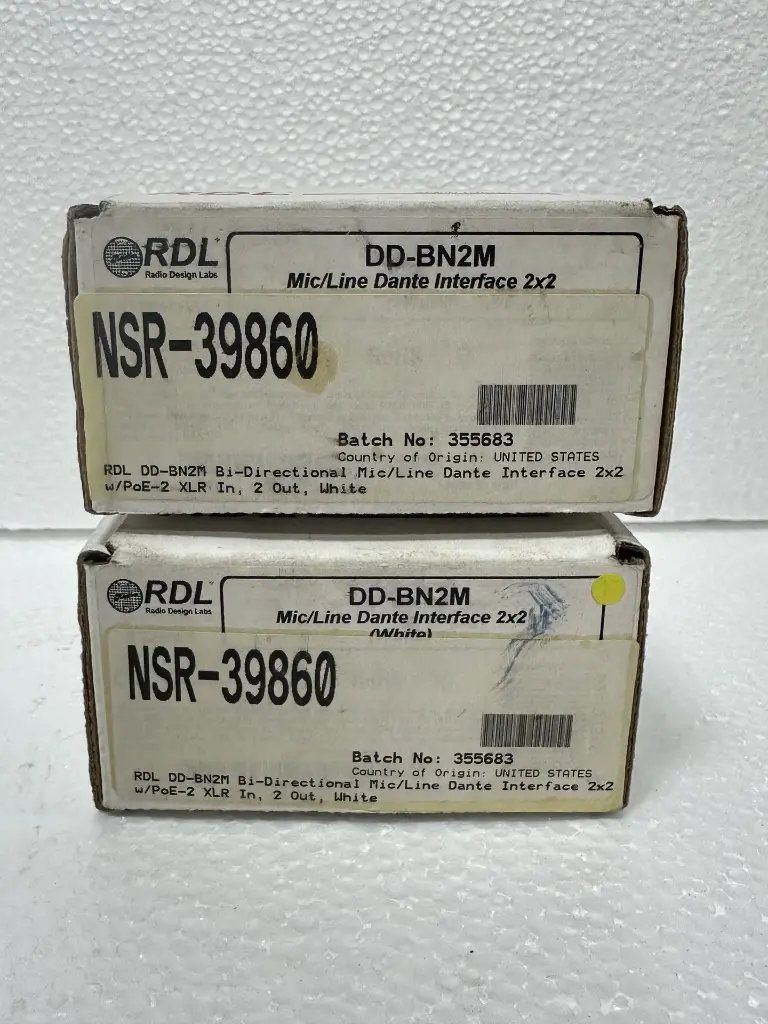 RDL
Radio Design Labs
DD-BN2M
Mic/Line Dante Interface 2x2
NSR-39860
Batch No: 355683
Country of Origin: UNITED STATES
RDL DD-BN2M Bi-Directional Mic/Line Dante Interface 2x2
w/PoE-2 XLR In, 2 Out, White
RDL
Radio Design Labs
DD-BN2M
Mic/Line Dante Interface 2x2
(White)
NSR-39860
Batch No: 355683
Country of Origin: UNITED STATES
RDL DD-BN2M Bi-Directional Mic/Line Dante Interface 2x2
w/PoE-2 XLR In, 2 Out, White